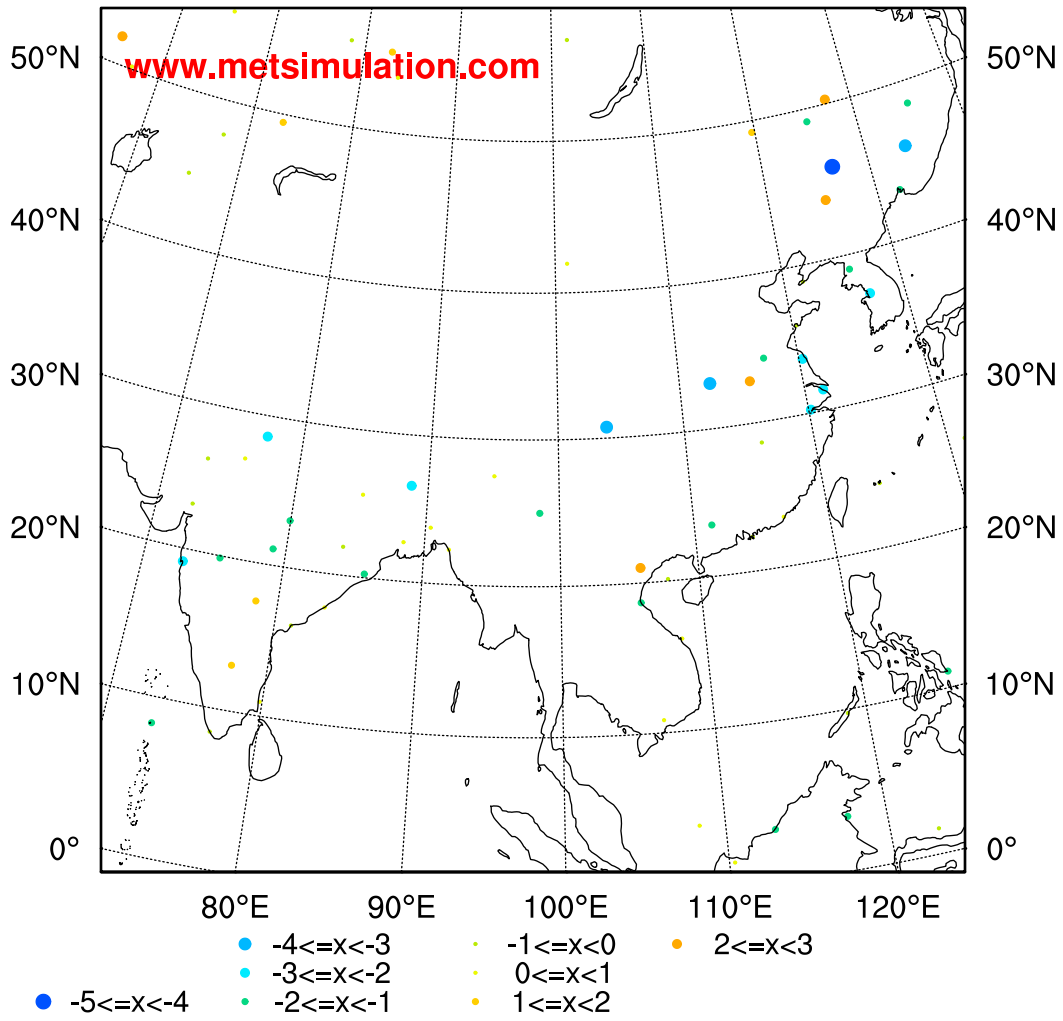 50°N 50°N
www.metsimulation.com
40°N 40°N
30°N 30°N
20°N 20°N
10°N 10°N
0° 0°
80°E 90°E 100°E 110°E 120°E
-4<=x<-3 -1<=x<0 2<=x<3
-3<=x<-2 0<=x<1
-5<=x<-4 -2<=x<-1 1<=x<2